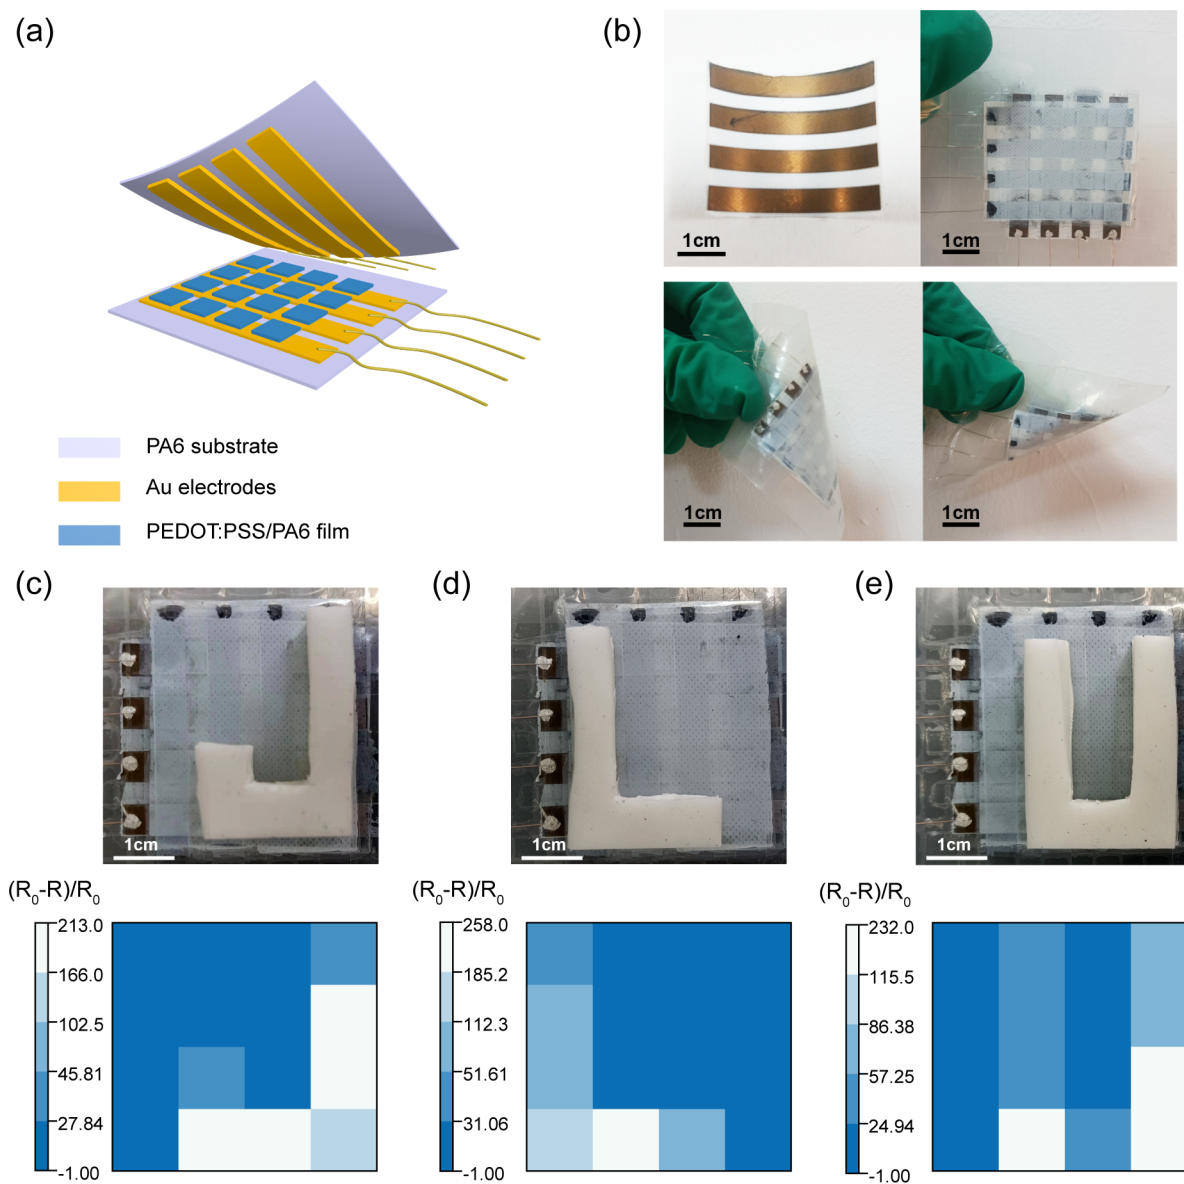 (a)
(b)
1cm
1cm
1cm
1cm
PA6 substrate
Au electrodes
PEDOT:PSS/PA6 film
(c)
(d)
(e)
1cm
1cm
1cm
(R₀-R)/R₀
213.0
166.0
102.5
45.81
27.84
-1.00
(R₀-R)/R₀
258.0
185.2
112.3
51.61
31.06
-1.00
(R₀-R)/R₀
232.0
115.5
86.38
57.25
24.94
-1.00